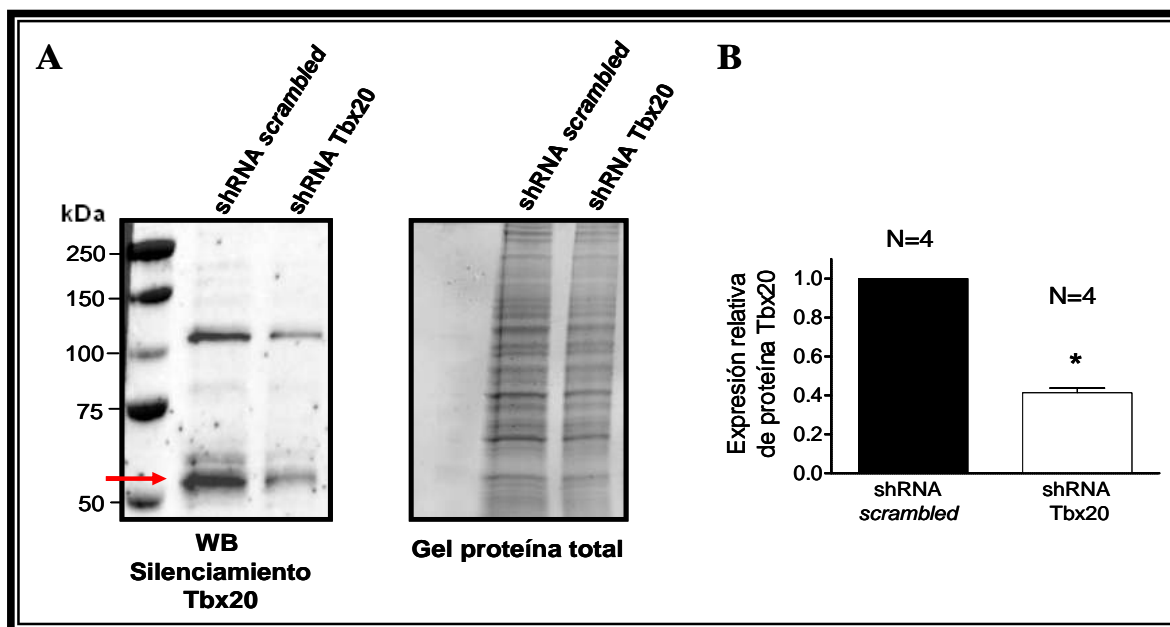 A
shRNA scrambled
shRNA Tbx20
kDa
250
150
100
75
50
WB
Silenciamiento
Tbx20
shRNA scrambled
shRNA Tbx20
Gel proteína total
B
Expresión relativa
de proteína Tbx20
1.0
0.8
0.6
0.4
0.2
0.0
N=4
N=4
*
shRNA
scrambled
shRNA
Tbx20